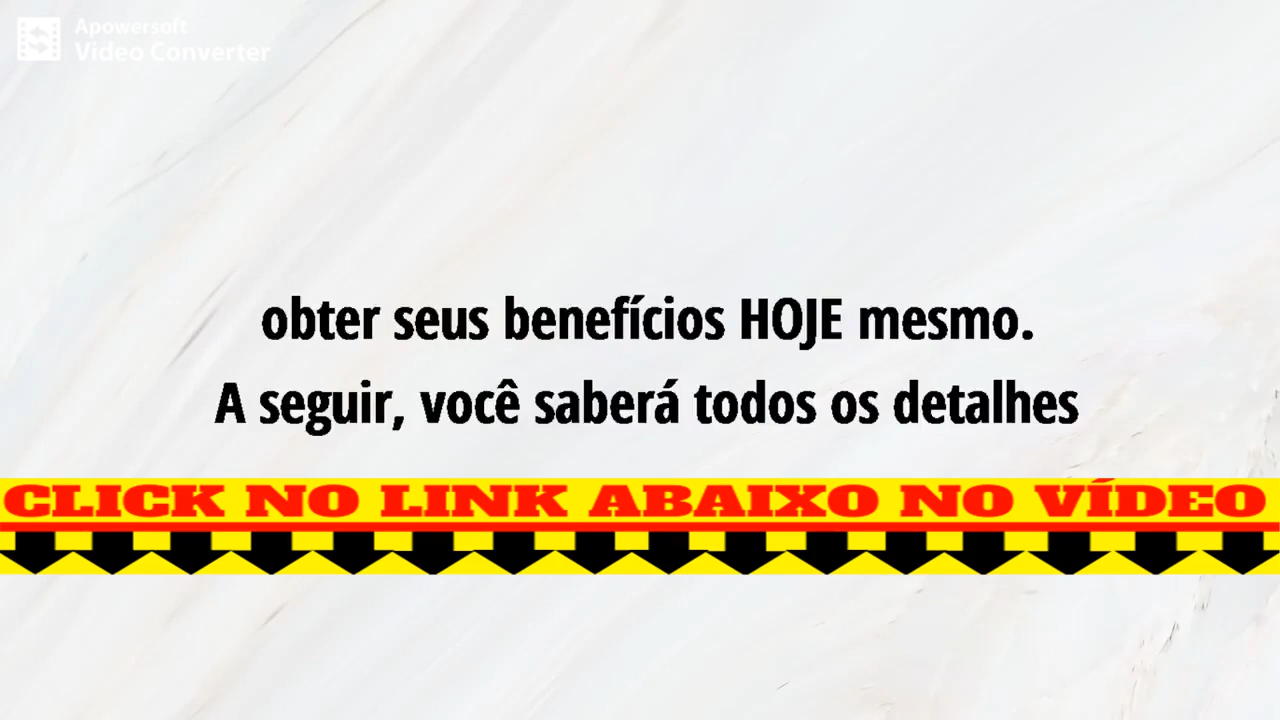 Apowersoft
Video Converter
obter seus benefícios HOJE mesmo.
A seguir, você saberá todos os detalhes
CLICK NO LINK ABAIXO NO VÍDEO